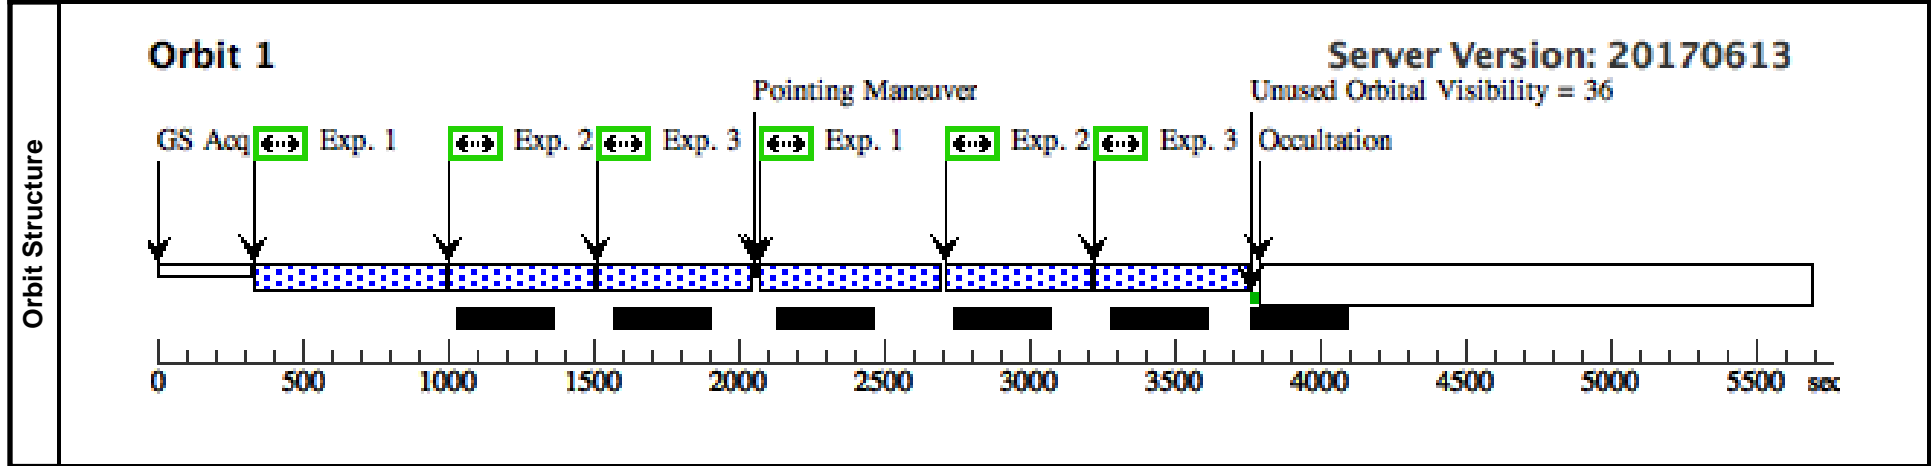 Orbit Structure
Orbit 1
Server Version: 20170613
Pointing Maneuver
Unused Orbital Visibility = 36
GS Acq Exp. 1 Exp. 2 Exp. 3 Exp. 1 Exp. 2 Exp. 3 Occultation
0 500 1000 1500 2000 2500 3000 3500 4000 4500 5000 5500 sec